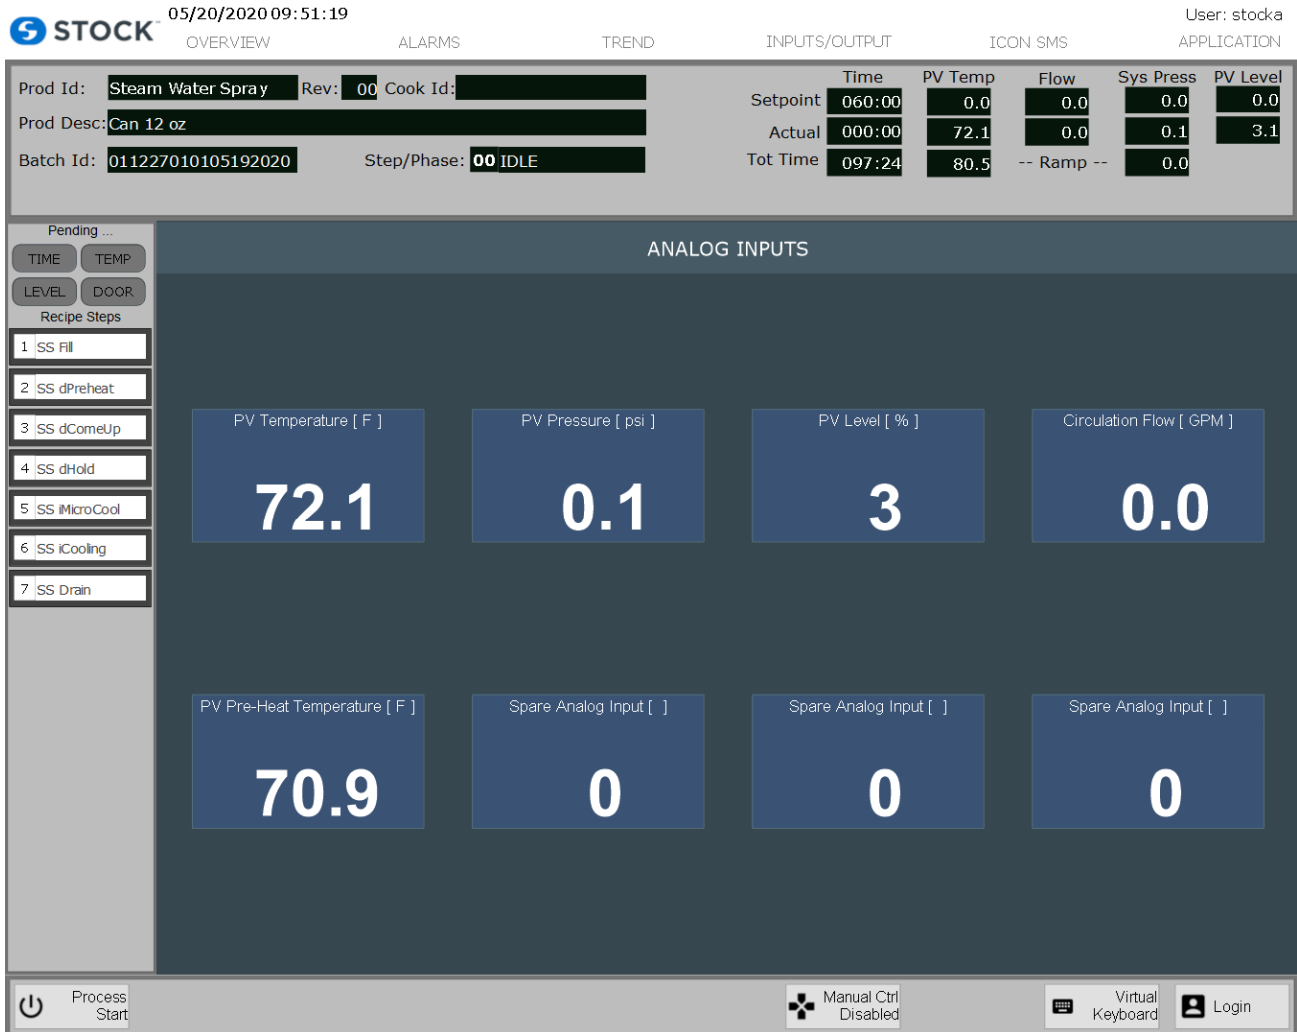 STOCK
05/20/2020 09:51:19
User: stocka
OVERVIEW ALARMS TREND INPUTS/OUTPUT ICON SMS APPLICATION
Time PV Temp Flow Sys Press PV Level
Prod Id: Steam Water Spray Rev: 00 Cook Id:
Setpoint 060:00 0.0 0.0 0.0 0.0
Prod Desc: Can 12 oz
Actual 000:00 72.1 0.0 0.1 3.1
Batch Id: 011227010105192020 Step/Phase: 00 IDLE
Tot Time 097:24 80.5 -- Ramp -- 0.0
Pending ...
TIME TEMP
LEVEL DOOR
Recipe Steps
1 SS Fill
2 SS dPreheat
3 SS dComeUp
4 SS dHold
5 SS iMicroCool
6 SS iCooling
7 SS Drain
ANALOG INPUTS
PV Temperature [ F ]
72.1
PV Pressure [ psi ]
0.1
PV Level [ % ]
3
Circulation Flow [ GPM ]
0.0
PV Pre-Heat Temperature [ F ]
70.9
Spare Analog Input [ ]
0
Spare Analog Input [ ]
0
Spare Analog Input [ ]
0
Process
Start
Manual Ctrl
Disabled
Virtual
Keyboard
Login